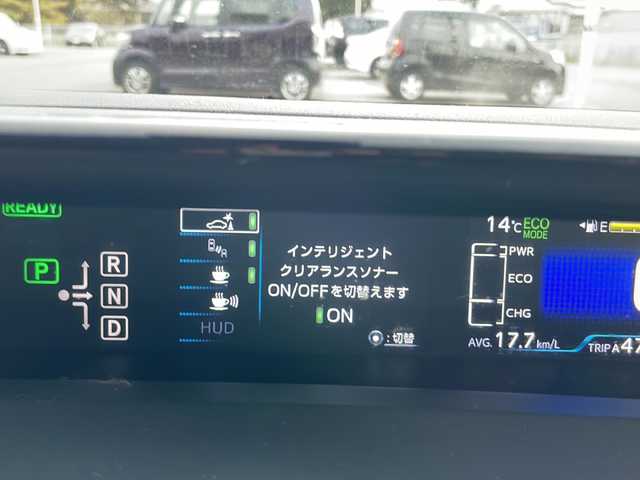 READY
P
R
N
D
HUD
インテリジェント
クリアランスソナー
ON/OFFを切替えます
ON
:切替
14℃
ECO
MODE
E
PWR
ECO
CHG
AVG. 17.7 km/L
TRIP A 47